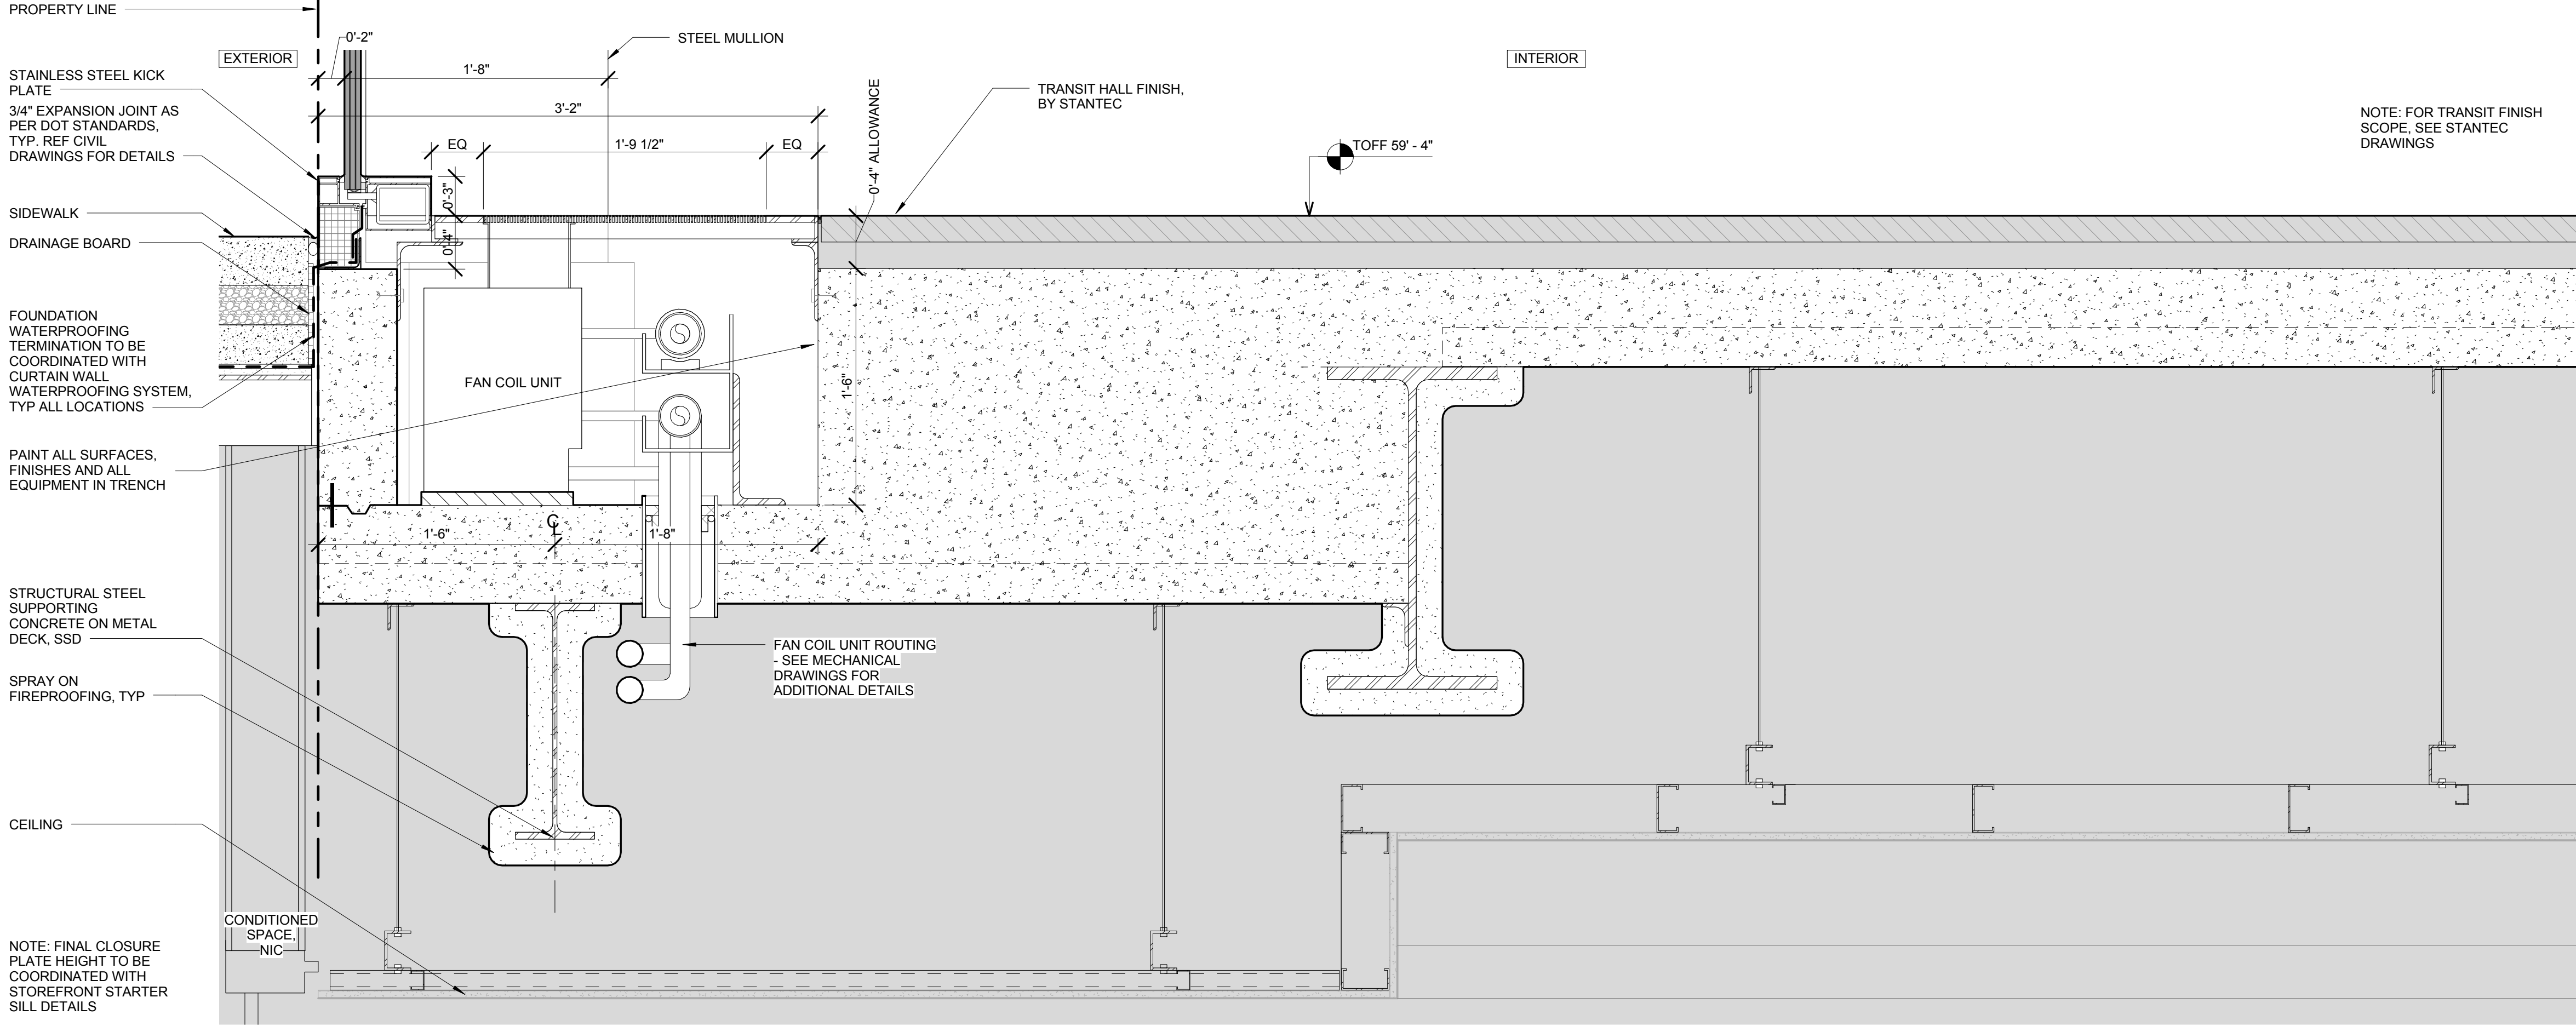 PROPERTY LINE
0'-2"
STEEL MULLION
EXTERIOR
INTERIOR
1'-8"
STAINLESS STEEL KICK
PLATE
3/4" EXPANSION JOINT AS
PER DOT STANDARDS,
TYP. REF CIVIL
DRAWINGS FOR DETAILS
3'-2"
0'-4" ALLOWANCE
TRANSIT HALL FINISH,
BY STANTEC
NOTE: FOR TRANSIT FINISH
SCOPE, SEE STANTEC
DRAWINGS
EQ
1'-9 1/2"
EQ
TOFF 59' - 4"
0'-3"
SIDEWALK
DRAINAGE BOARD
0'-4"
FOUNDATION
WATERPROOFING
TERMINATION TO BE
COORDINATED WITH
CURTAIN WALL
WATERPROOFING SYSTEM,
TYP ALL LOCATIONS
FAN COIL UNIT
1'-6"
PAINT ALL SURFACES,
FINISHES AND ALL
EQUIPMENT IN TRENCH
CL
1'-6"
1'-8"
STRUCTURAL STEEL
SUPPORTING
CONCRETE ON METAL
DECK, SSD
FAN COIL UNIT ROUTING
- SEE MECHANICAL
DRAWINGS FOR
ADDITIONAL DETAILS
SPRAY ON
FIREPROOFING, TYP
CEILING
CONDITIONED
SPACE,
NIC
NOTE: FINAL CLOSURE
PLATE HEIGHT TO BE
COORDINATED WITH
STOREFRONT STARTER
SILL DETAILS